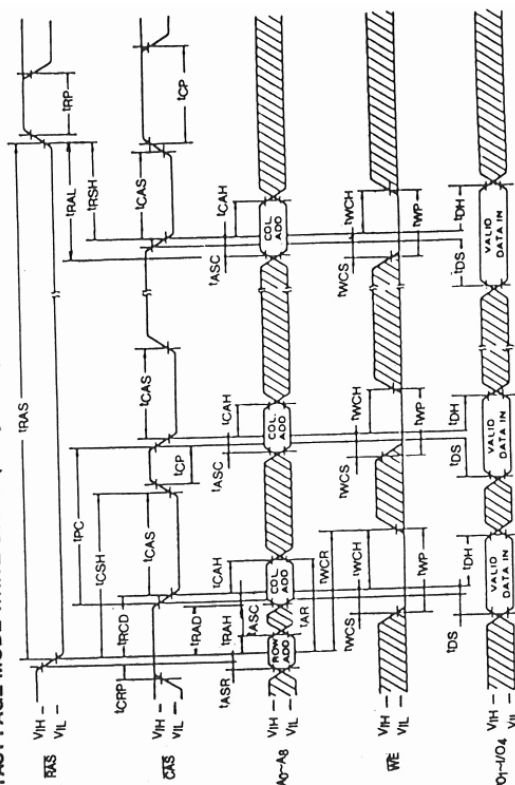 RAS VIH – VIL –
tRAS
tRP
tRAL
tRSH
CAS VIH – VIL –
tCRP
tRCD
tPC
tCSH
tCAS
tCP
tCAS
tCAS
tCP
tRAD
A0~A8 VIH – VIL –
tASR
tRAH
tASC
tCAH
tAR
tASC
tCAH
tASC
tCAH
ROW ADD
COL ADD
COL. ADD
COL. ADD
WE VIH – VIL –
tWCR
tWCS
tWCH
tWP
tWCS
tWCH
tWP
tWCS
tWCH
tWP
I/O4 VIH – VIL –
tDS
tDH
tDS
tDH
tDS
tDH
VALID DATA IN
VALID DATA IN
VALID DATA IN